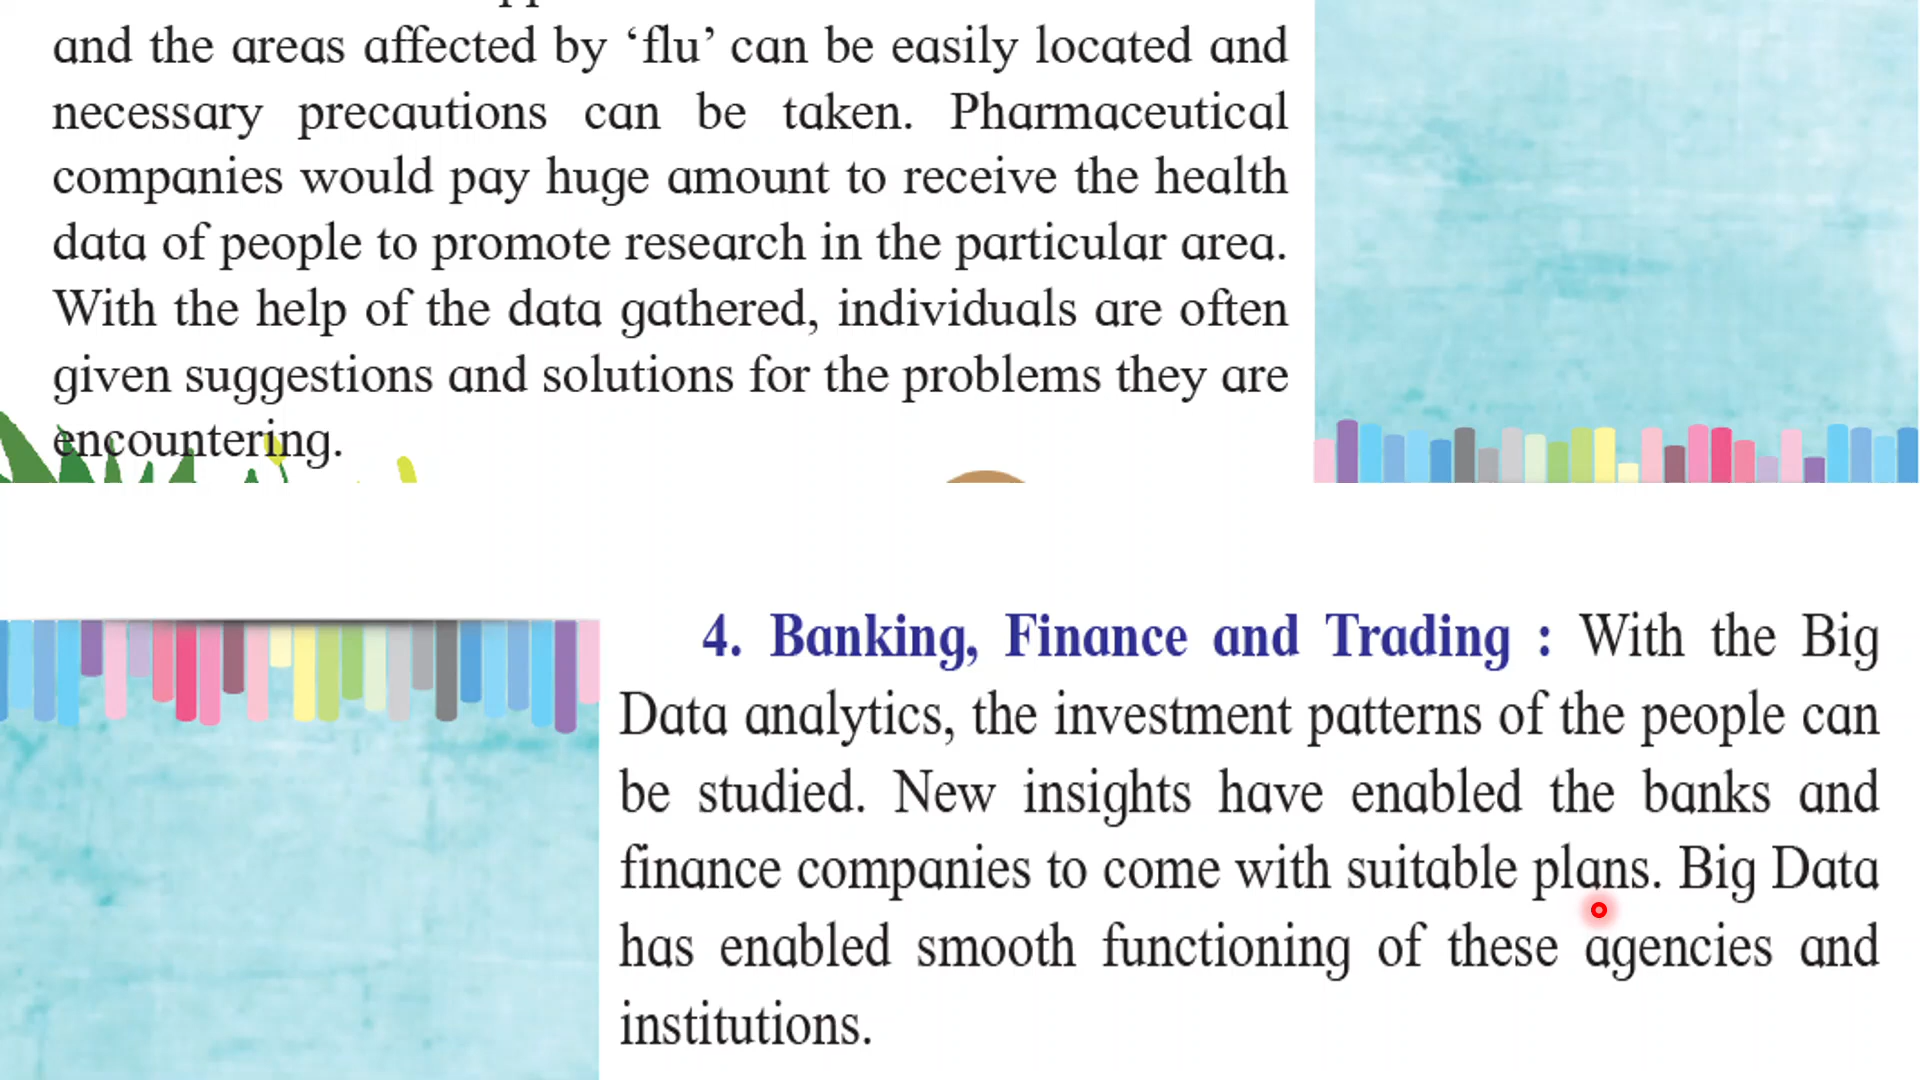 and the areas affected by ‘flu’ can be easily located and
necessary precautions can be taken. Pharmaceutical
companies would pay huge amount to receive the health
data of people to promote research in the particular area.
With the help of the data gathered, individuals are often
given suggestions and solutions for the problems they are
encountering.
4. Banking, Finance and Trading : With the Big
Data analytics, the investment patterns of the people can
be studied. New insights have enabled the banks and
finance companies to come with suitable plans. Big Data
has enabled smooth functioning of these agencies and
institutions.